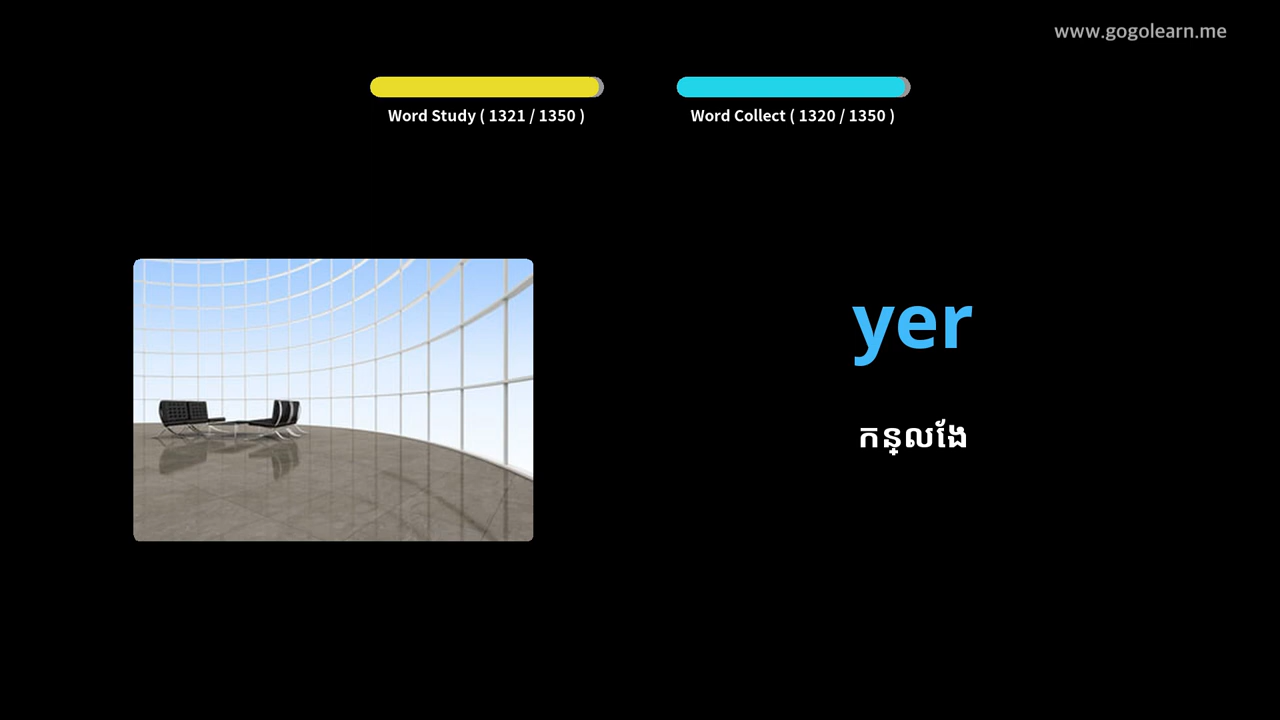 www.gogolearn.me
Word Study ( 1321 / 1350 )
Word Collect ( 1320 / 1350 )
yer
កន្លែង